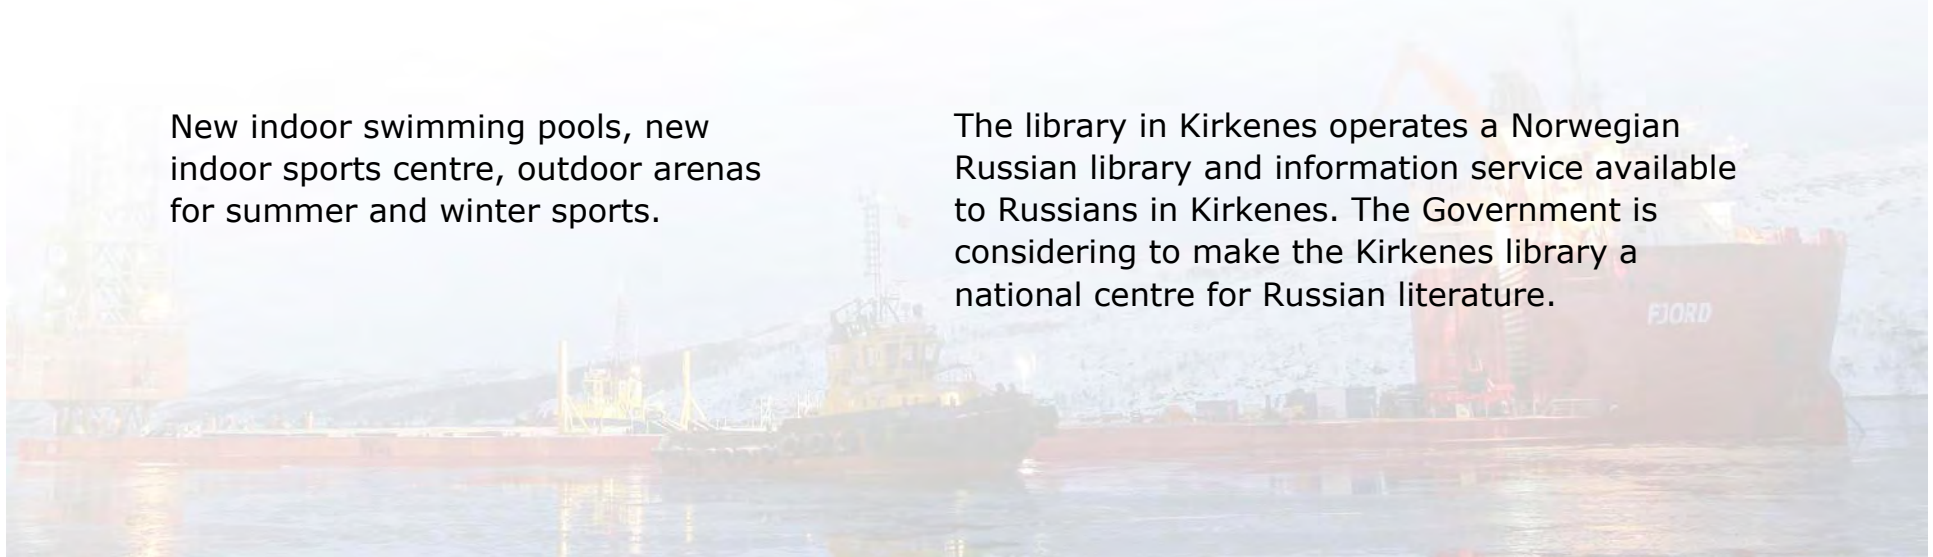 New indoor swimming pools, new
indoor sports centre, outdoor arenas
for summer and winter sports.
The library in Kirkenes operates a Norwegian
Russian library and information service available
to Russians in Kirkenes. The Government is
considering to make the Kirkenes library a
national centre for Russian literature.
FJORD